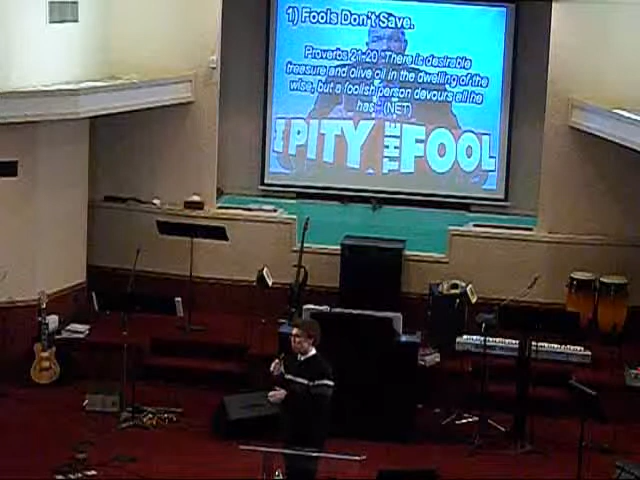 1) Fools Don't Save.
Proverbs 21-20 "There is desirable
treasure and olive oil in the dwelling of the
wise, but a foolish person devours all he
has." (NET)
I PITY THE FOOL